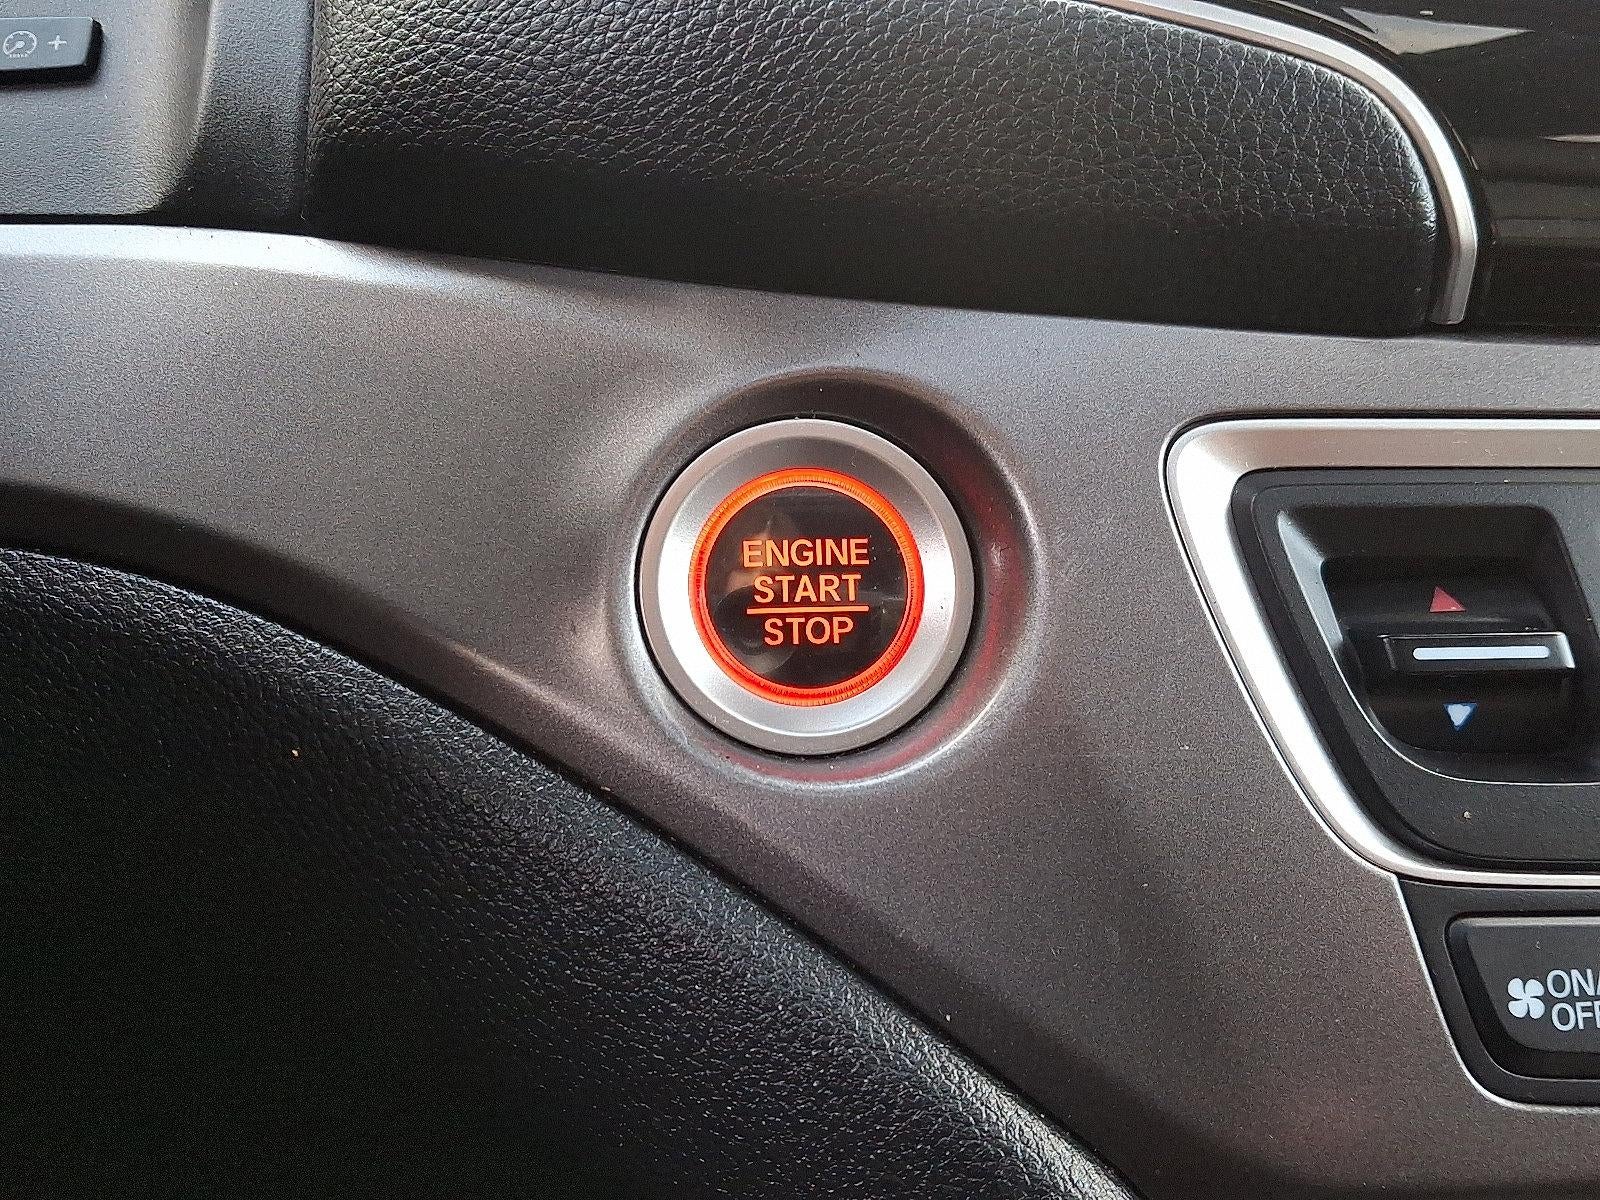 +
ENGINE
START
STOP
ON/
OFF